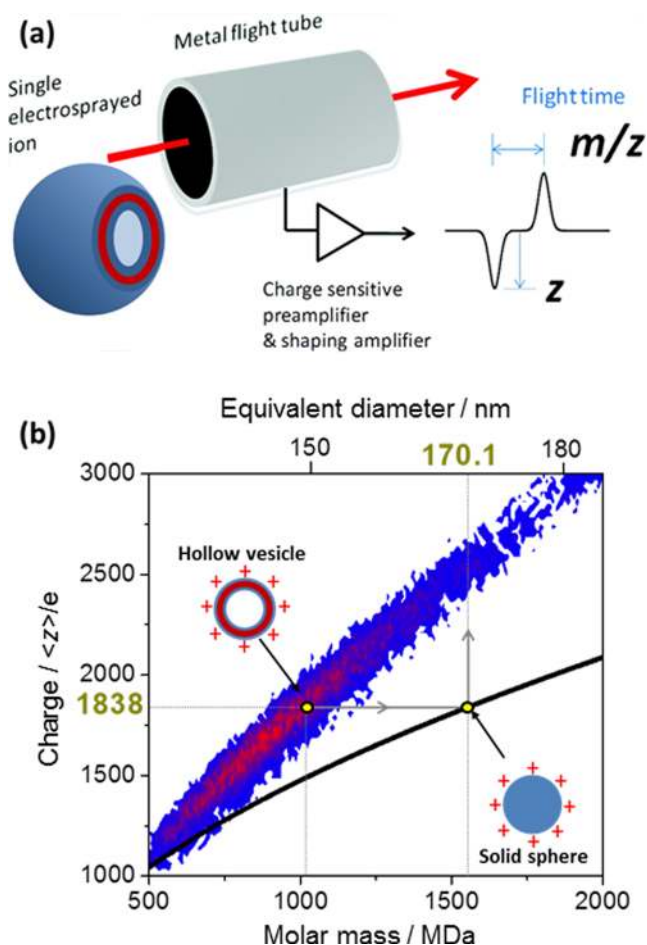 (a)
Metal flight tube
Single
electrosprayed
ion
Flight time
m/z
z
Charge sensitive
preamplifier
& shaping amplifier
(b)
Equivalent diameter / nm
150
170.1
180
3000
2500
2000
1838
1500
1000
Charge / <z>/e
Hollow vesicle
+ + + + + + + +
+ + + + + + + +
Solid sphere
500
1000
1500
2000
Molar mass / MDa